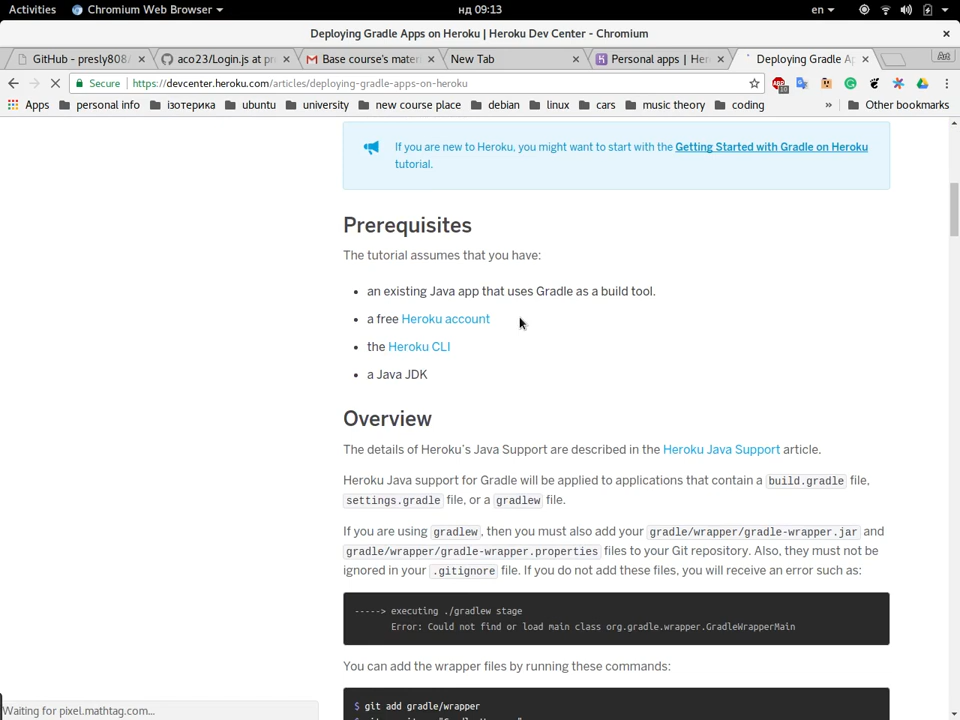 Activities Chromium Web Browser нд 09:13 en
Deploying Gradle Apps on Heroku | Heroku Dev Center - Chromium
GitHub - presly808/ aco23/Login.js at pr Base course's mater New Tab Personal apps | Her Deploying Gradle Ap Art
Secure https://devcenter.heroku.com/articles/deploying-gradle-apps-on-heroku
Apps personal info ізотерика ubuntu university new course place debian linux cars music theory coding » Other bookmarks
If you are new to Heroku, you might want to start with the Getting Started with Gradle on Heroku
tutorial.
Prerequisites
The tutorial assumes that you have:
• an existing Java app that uses Gradle as a build tool.
• a free Heroku account
• the Heroku CLI
• a Java JDK
Overview
The details of Heroku's Java Support are described in the Heroku Java Support article.
Heroku Java support for Gradle will be applied to applications that contain a build.gradle file,
settings.gradle file, or a gradlew file.
If you are using gradlew, then you must also add your gradle/wrapper/gradle-wrapper.jar and
gradle/wrapper/gradle-wrapper.properties files to your Git repository. Also, they must not be
ignored in your .gitignore file. If you do not add these files, you will receive an error such as:
-----> executing ./gradlew stage
Error: Could not find or load main class org.gradle.wrapper.GradleWrapperMain
You can add the wrapper files by running these commands:
$ git add gradle/wrapper
Waiting for pixel.mathtag.com...